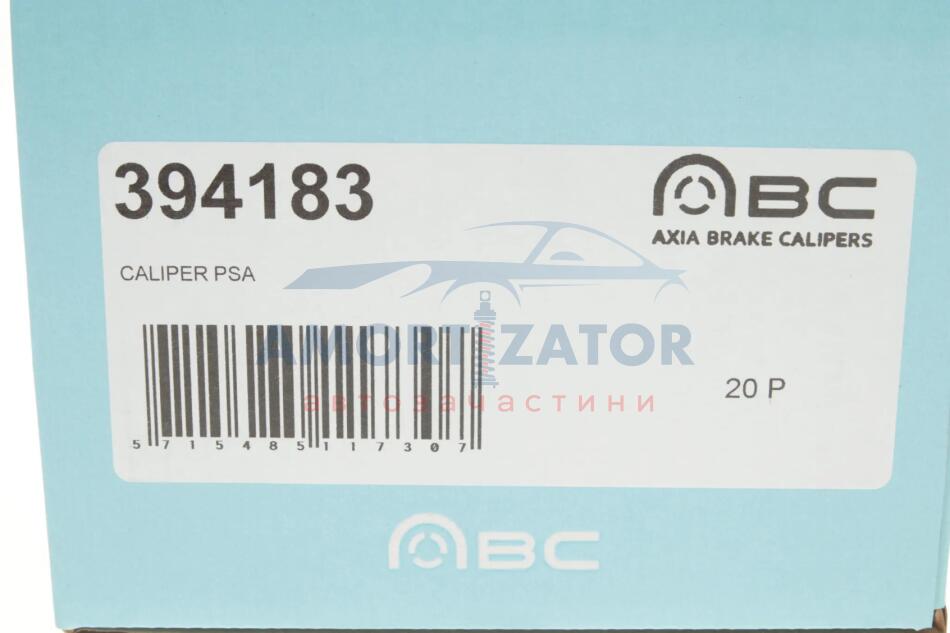 394183
ABC
AXIA BRAKE CALIPERS
CALIPER PSA
AMORTIZATOR
автозапчастини
20 P
5 715485 117307
ABC